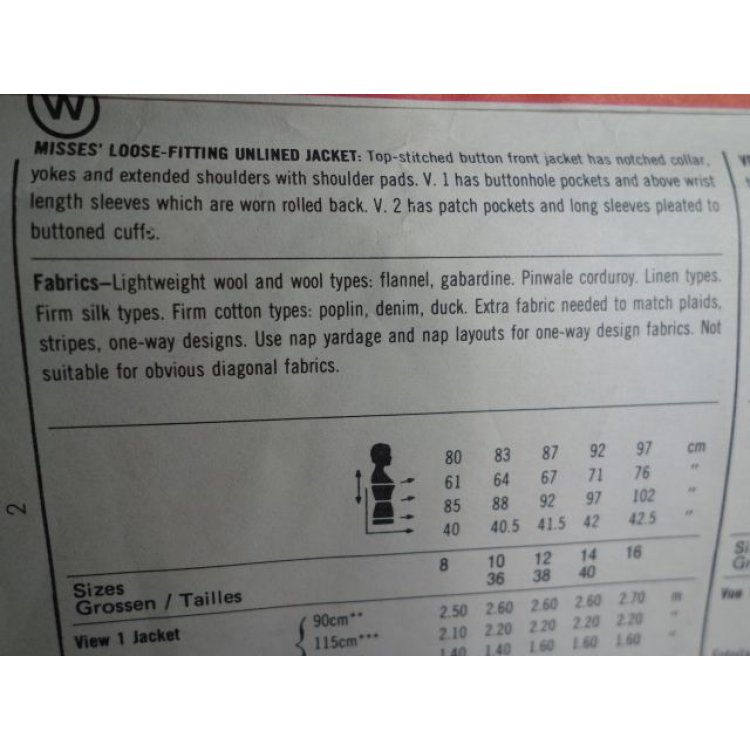 W
MISSES' LOOSE-FITTING UNLINED JACKET: Top-stitched button front jacket has notched collar,
yokes and extended shoulders with shoulder pads. V. 1 has buttonhole pockets and above wrist
length sleeves which are worn rolled back. V. 2 has patch pockets and long sleeves pleated to
buttoned cuffs.
Fabrics—Lightweight wool and wool types: flannel, gabardine. Pinwale corduroy. Linen types.
Firm silk types. Firm cotton types: poplin, denim, duck. Extra fabric needed to match plaids,
stripes, one-way designs. Use nap yardage and nap layouts for one-way design fabrics. Not
suitable for obvious diagonal fabrics.
80 83 87 92 97 cm
61 64 67 71 76 "
85 88 92 97 102 "
40 40.5 41.5 42 42.5 "
2
Sizes 8 10 12 14 16
Grossen / Tailles 36 38 40
View 1 Jacket { 90cm** 2.50 2.60 2.60 2.60 2.70 m
115cm*** 2.10 2.20 2.20 2.20 2.20 "
1.40 1.40 1.60 1.60 1.60
Vue